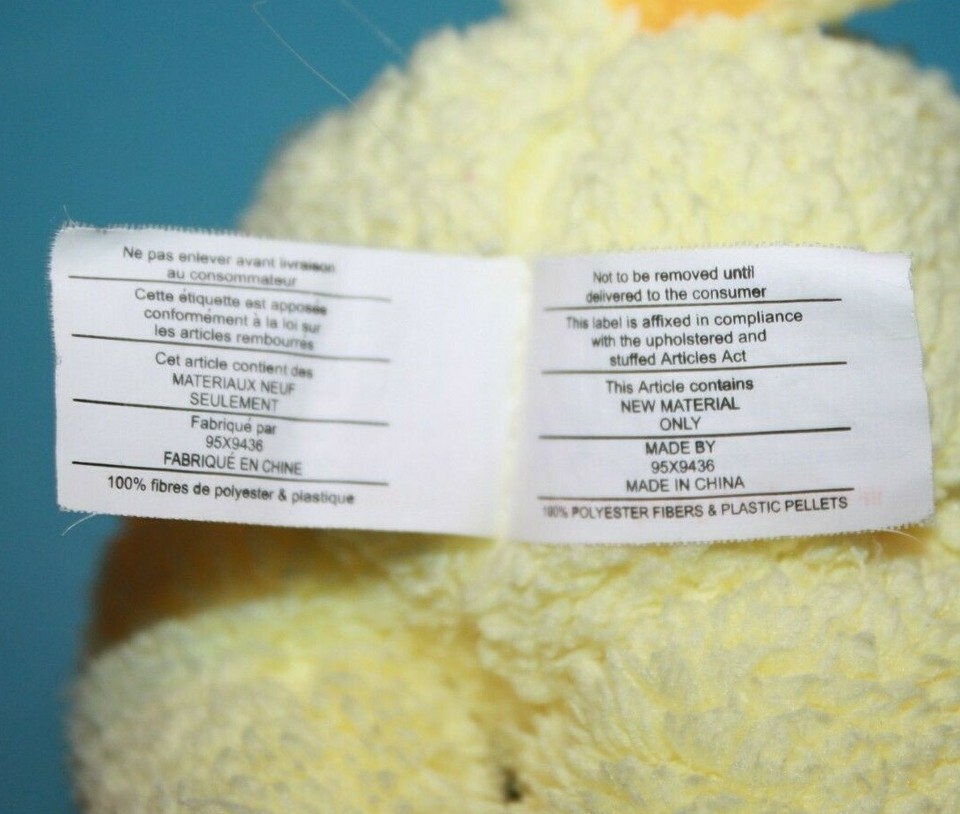 Ne pas enlever avant livraison
au consommateur
Cette étiquette est apposée
conformément à la loi sur
les articles rembourrés
Cet article contient des
MATERIAUX NEUF
SEULEMENT
Fabriqué par
95X9436
FABRIQUÉ EN CHINE
100% fibres de polyester & plastique
Not to be removed until
delivered to the consumer
This label is affixed in compliance
with the upholstered and
stuffed Articles Act
This Article contains
NEW MATERIAL
ONLY
MADE BY
95X9436
MADE IN CHINA
100% POLYESTER FIBERS & PLASTIC PELLETS